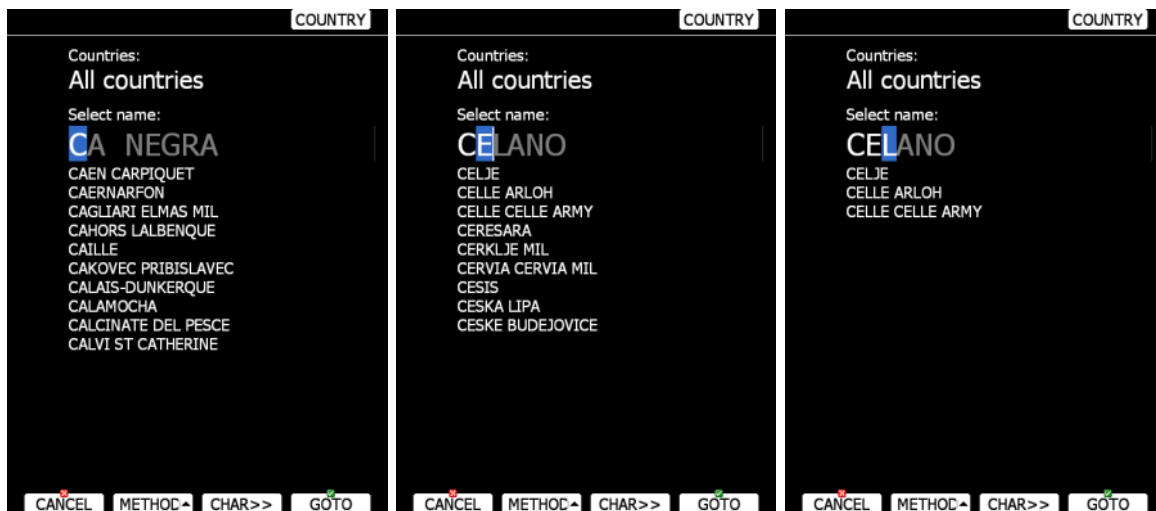 COUNTRY
Countries:
All countries
Select name:
CA NEGRA
CAEN CARPIQUET
CAERNARFON
CAGLIARI ELMAS MIL
CAHORS LALBENQUE
CAILLE
CAKOVEC PRIBISLAVEC
CALAIS-DUNKERQUE
CALAMOCHA
CALCINATE DEL PESCE
CALVI ST CATHERINE
CANCEL METHOD CHAR>> GOTO
COUNTRY
Countries:
All countries
Select name:
CELANO
CELJE
CELLE ARLOH
CELLE CELLE ARMY
CERESARA
CERKLJE MIL
CERVIA CERVIA MIL
CESIS
CESKA LIPA
CESKE BUDEJOVICE
CANCEL METHOD CHAR>> GOTO
COUNTRY
Countries:
All countries
Select name:
CELANO
CELJE
CELLE ARLOH
CELLE CELLE ARMY
CANCEL METHOD CHAR>> GOTO